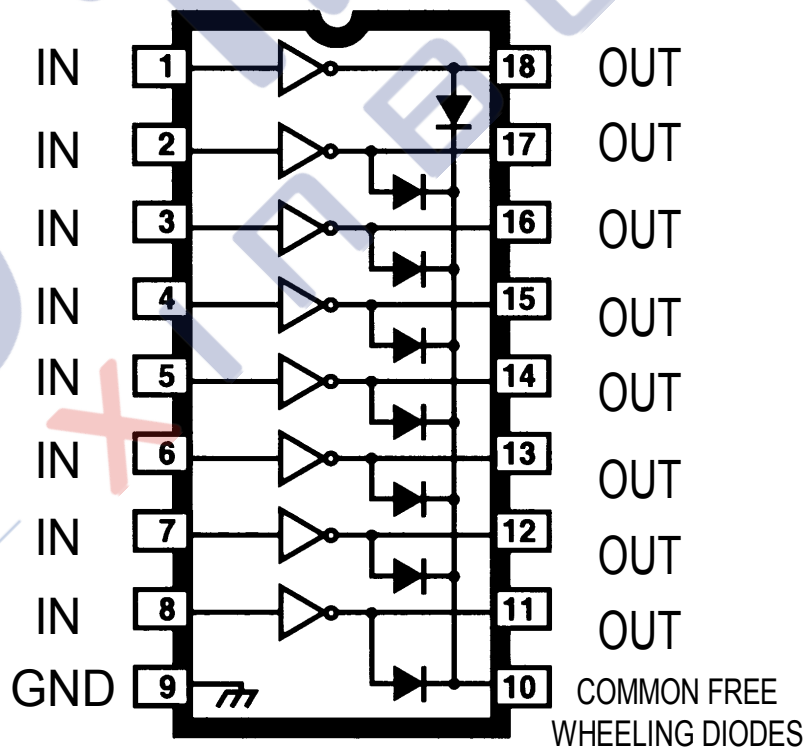 IN 1 18 OUT
IN 2 17 OUT
IN 3 16 OUT
IN 4 15 OUT
IN 5 14 OUT
IN 6 13 OUT
IN 7 12 OUT
IN 8 11 OUT
GND 9 10 COMMON FREE
WHEELING DIODES